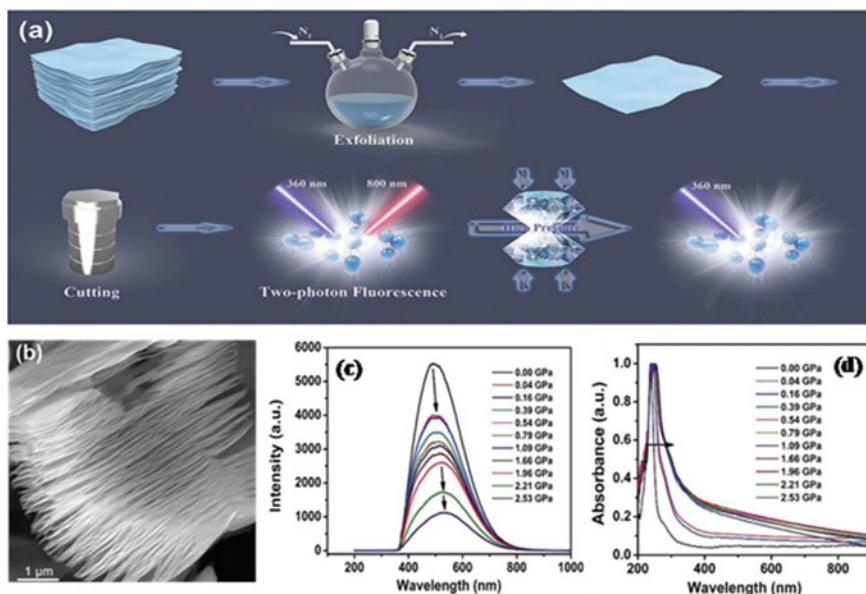 (a)
N₂ N₂
Exfoliation
360 nm 800 nm 360 nm
Cutting Two-photon Fluorescence
(b)
1 μm
(c)
6000
5000
4000
3000
2000
1000
0
Intensity (a.u.)
200 400 600 800 1000
Wavelength (nm)
0.00 GPa
0.04 GPa
0.16 GPa
0.39 GPa
0.54 GPa
0.79 GPa
1.09 GPa
1.66 GPa
1.96 GPa
2.21 GPa
2.53 GPa
(d)
1.0
0.8
0.6
0.4
0.2
0.0
Absorbance (a.u.)
200 400 600 800
Wavelength (nm)
0.00 GPa
0.04 GPa
0.16 GPa
0.39 GPa
0.54 GPa
0.79 GPa
1.09 GPa
1.66 GPa
1.96 GPa
2.21 GPa
2.53 GPa